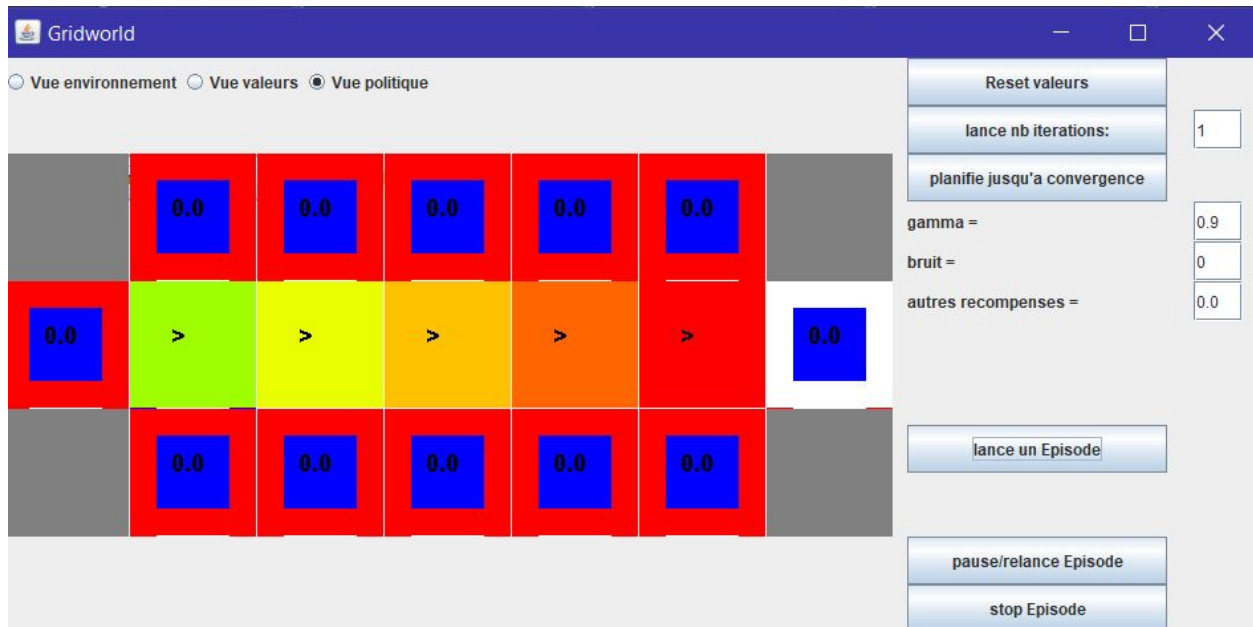 Gridworld
Vue environnement Vue valeurs Vue politique
Reset valeurs
lance nb iterations: 1
planifie jusqu'a convergence
gamma = 0.9
bruit = 0
autres recompenses = 0.0
0.0 0.0 0.0 0.0 0.0
0.0 > > > > > 0.0
0.0 0.0 0.0 0.0 0.0
lance un Episode
pause/relance Episode
stop Episode